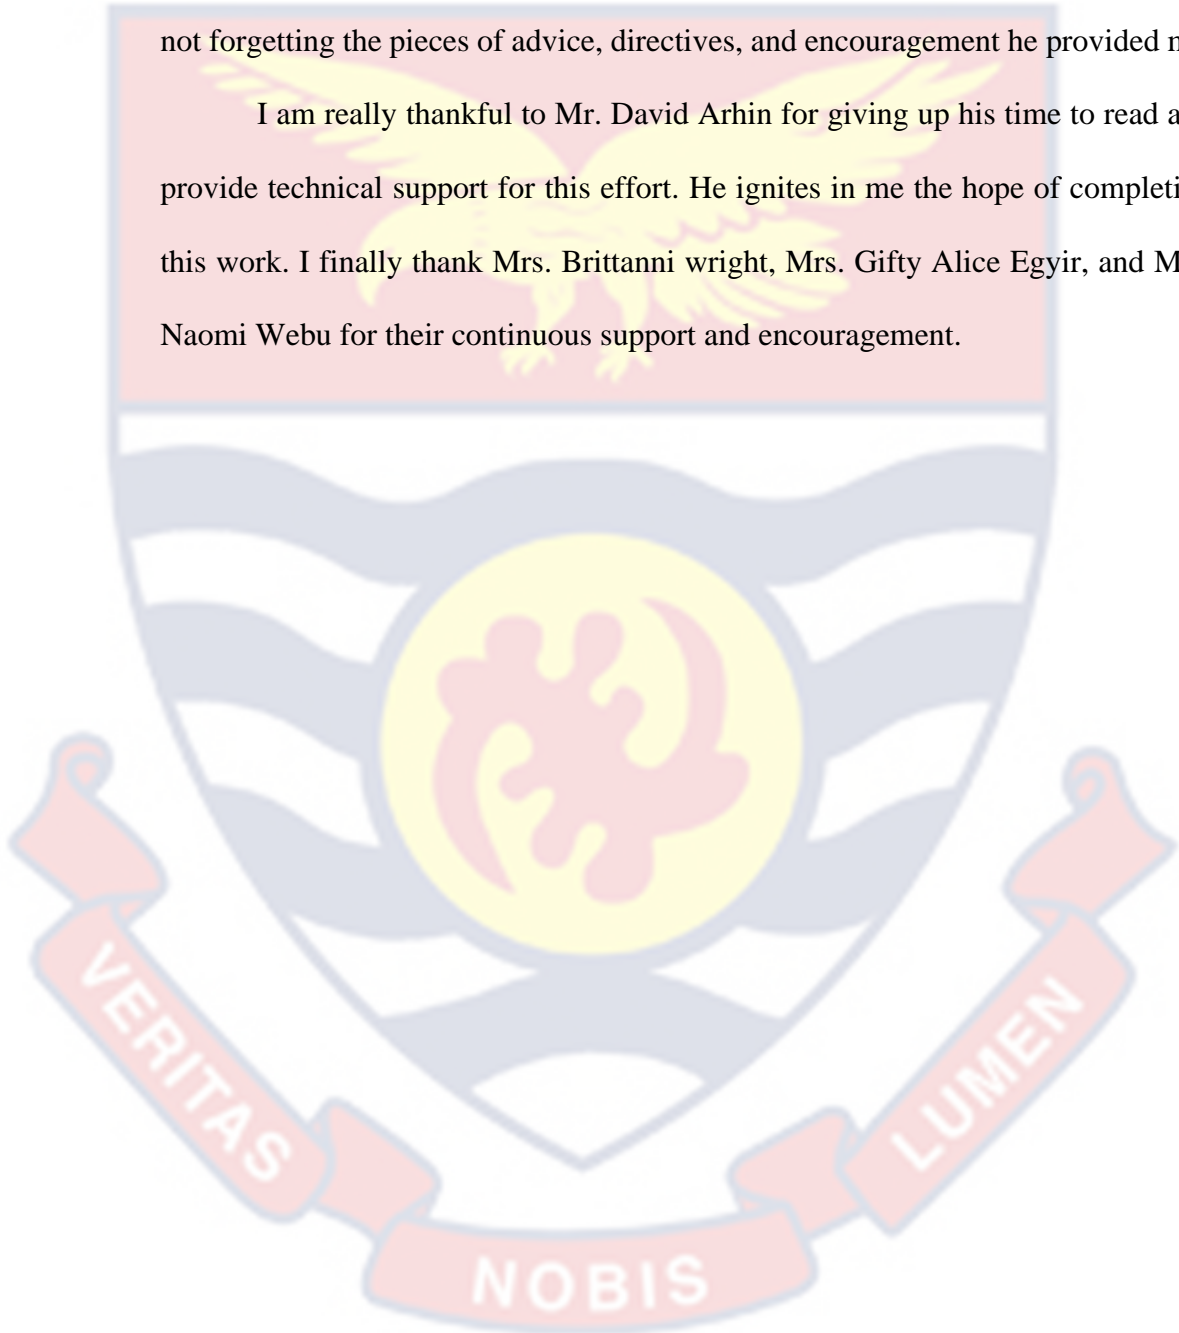 not forgetting the pieces of advice, directives, and encouragement he provided
I am really thankful to Mr. David Arhin for giving up his time to read
provide technical support for this effort. He ignites in me the hope of
this work. I finally thank Mrs. Brittanni wright, Mrs. Gifty Alice Egyir, and
Naomi Webu for their continuous support and encouragement.
VERITAS
NOBIS
LUMEN